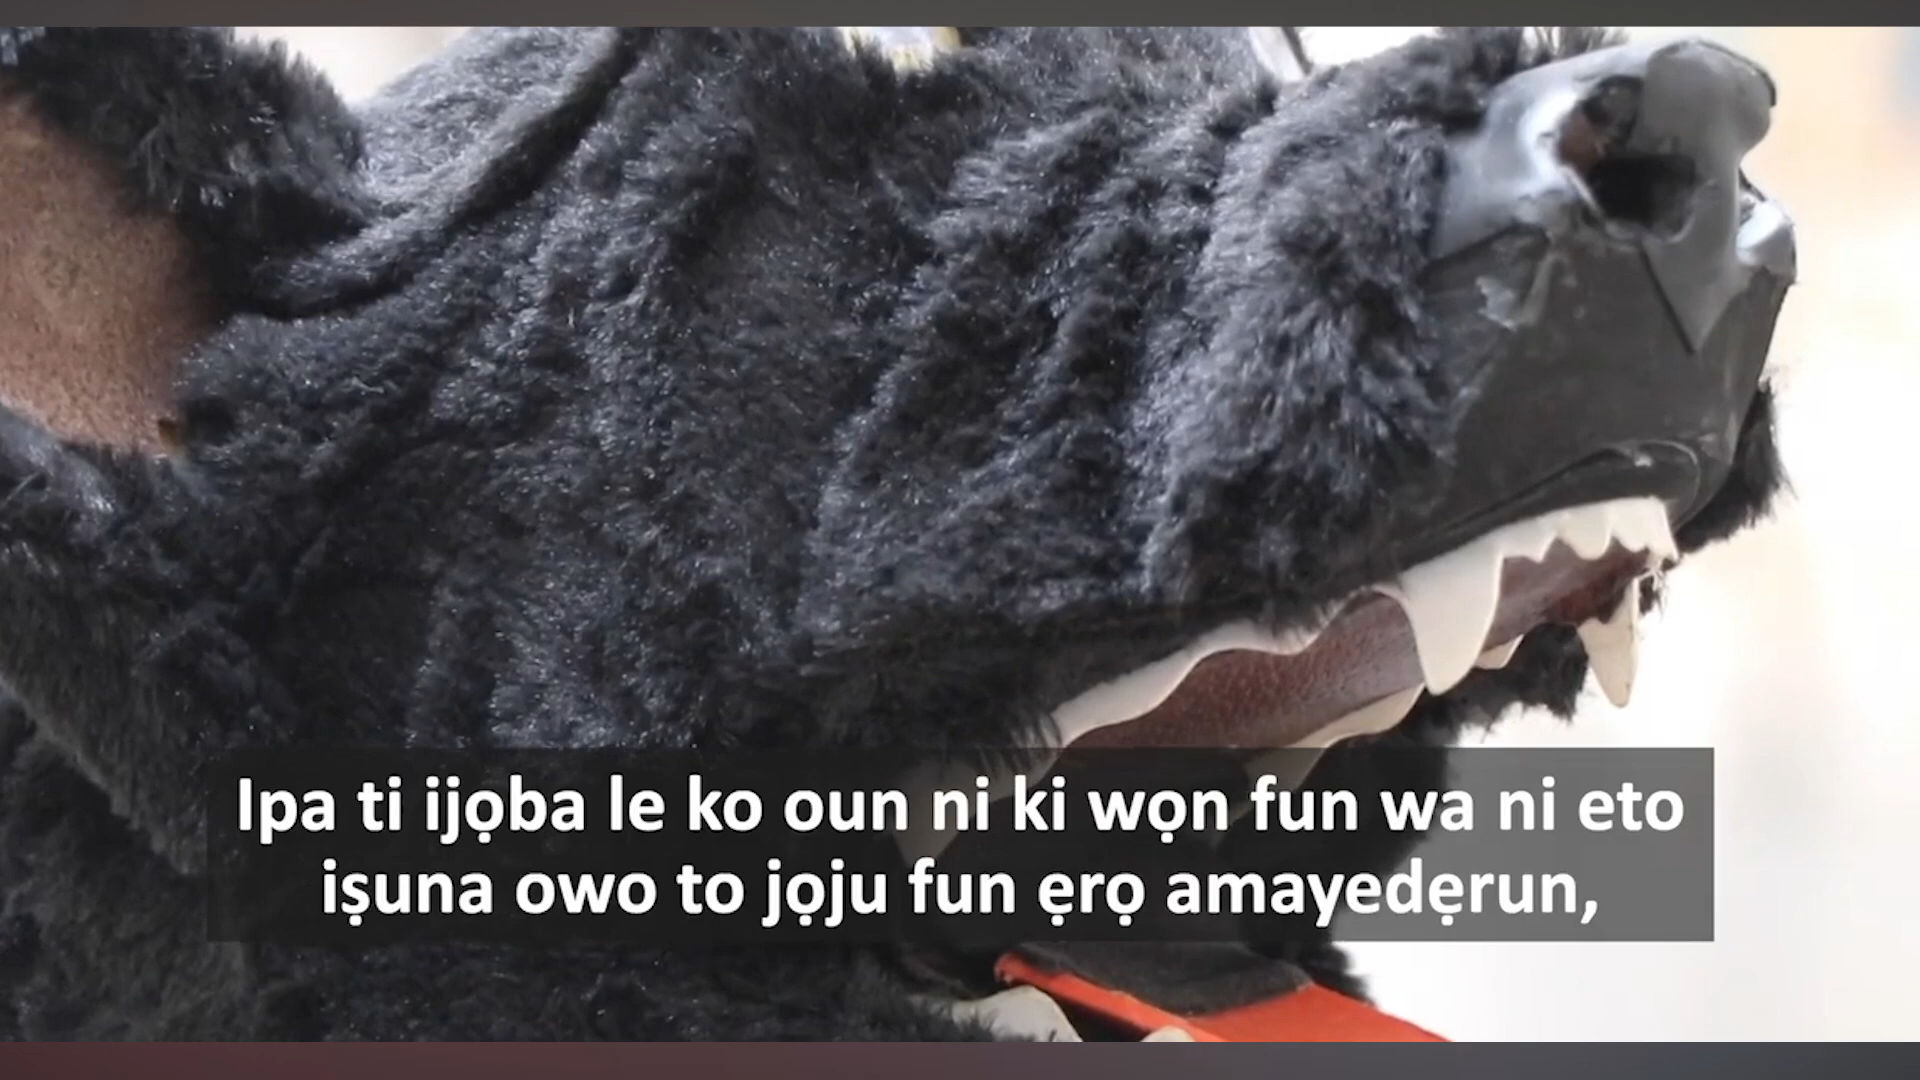 Ipa ti ijọba le ko oun ni ki wọn fun wa ni eto
iṣuna owo to jọju fun ẹrọ amayedẹrun,